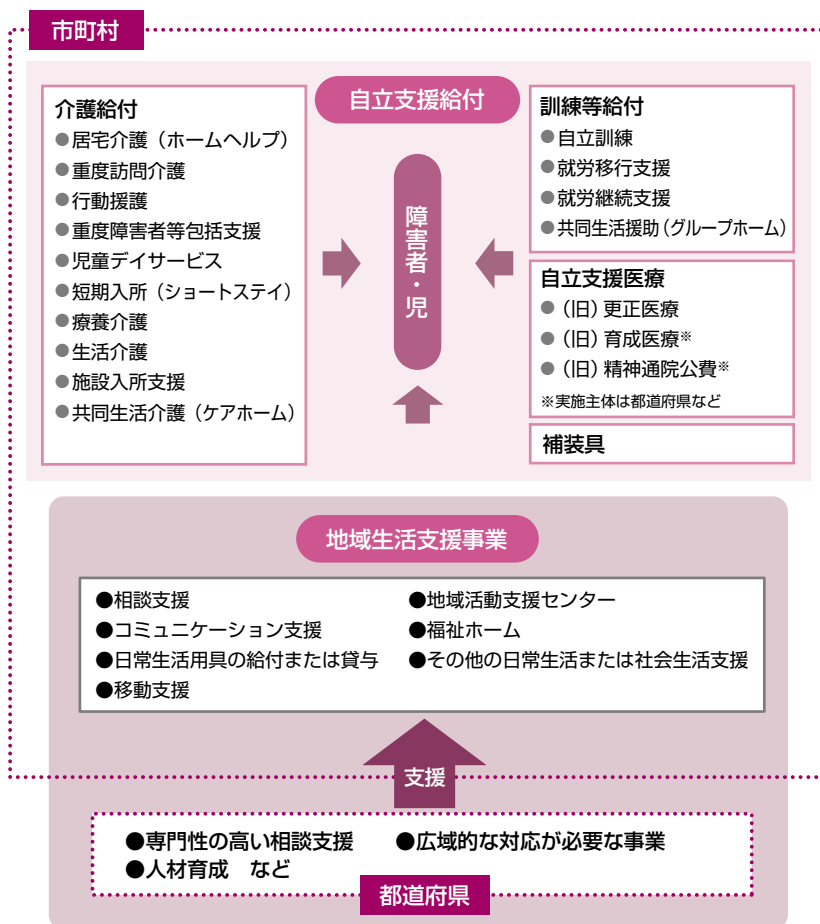 市町村
自立支援給付
介護給付
●居宅介護（ホームヘルプ）
●重度訪問介護
●行動援護
●重度障害者等包括支援
●児童デイサービス
●短期入所（ショートステイ）
●療養介護
●生活介護
●施設入所支援
●共同生活介護（ケアホーム）
障害者・児
訓練等給付
●自立訓練
●就労移行支援
●就労継続支援
●共同生活援助（グループホーム）
自立支援医療
●（旧）更正医療
●（旧）育成医療※
●（旧）精神通院公費※
※実施主体は都道府県など
補装具
地域生活支援事業
●相談支援
●コミュニケーション支援
●日常生活用具の給付または貸与
●移動支援
●地域活動支援センター
●福祉ホーム
●その他の日常生活または社会生活支援
支援
●専門性の高い相談支援　●広域的な対応が必要な事業
●人材育成　など
都道府県